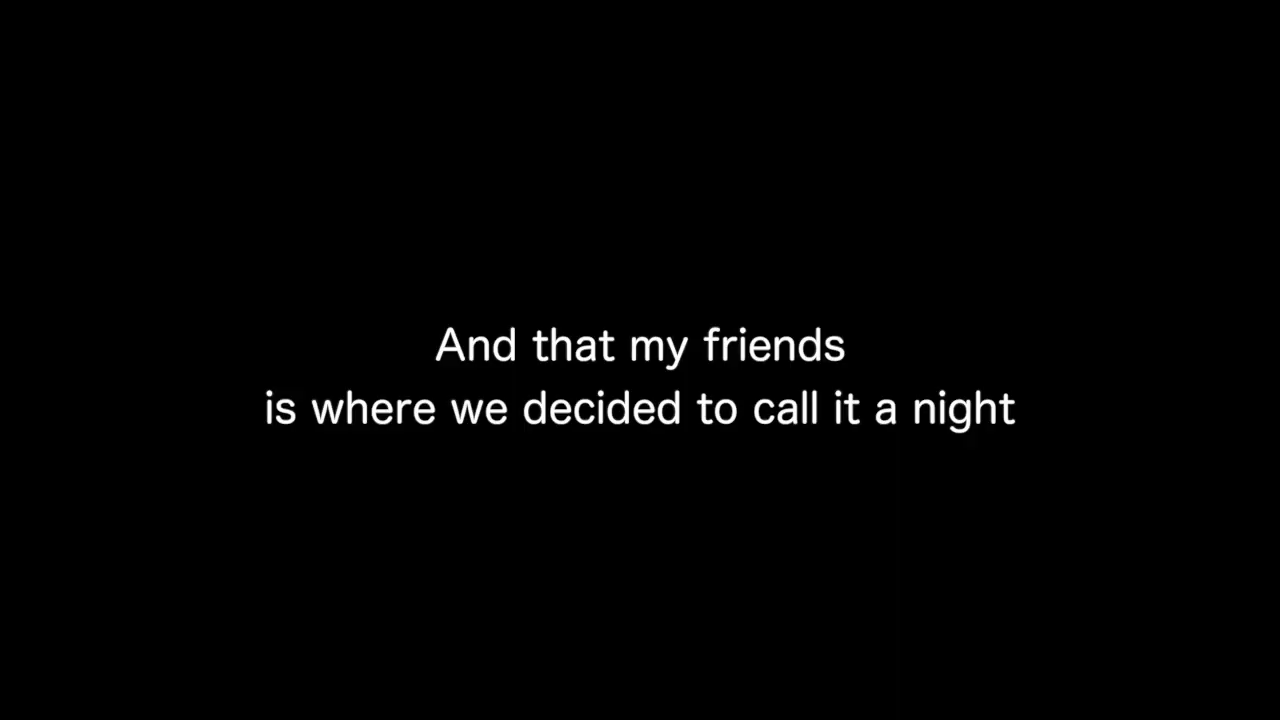 And that my friends
is where we decided to call it a night